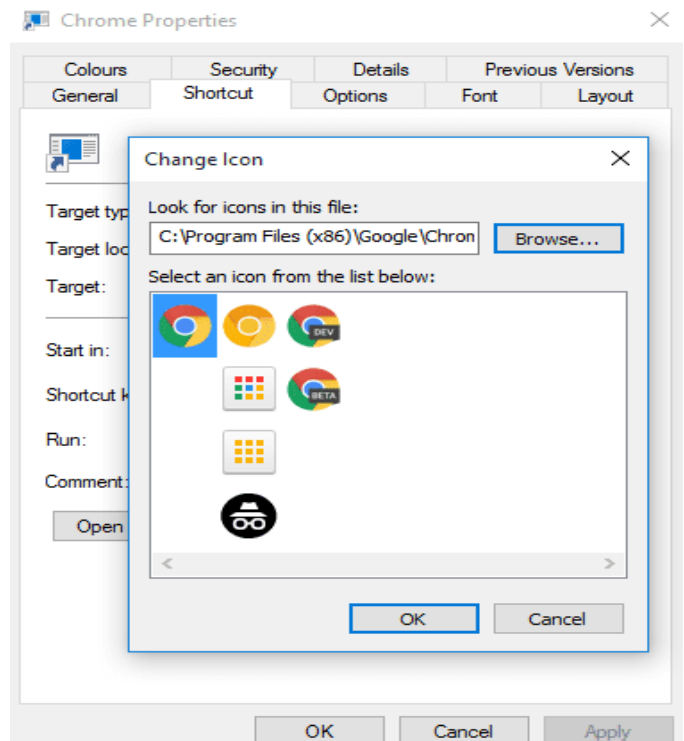 Chrome Properties
Colours Security Details Previous Versions
General Shortcut Options Font Layout
Change Icon
Look for icons in this file:
Target typ
C:\Program Files (x86)\Google\Chrom Browse...
Target loc
Select an icon from the list below:
Target:
DEV
Start in:
Shortcut k
BETA
Run:
Comment:
Open
OK Cancel
OK Cancel Apply